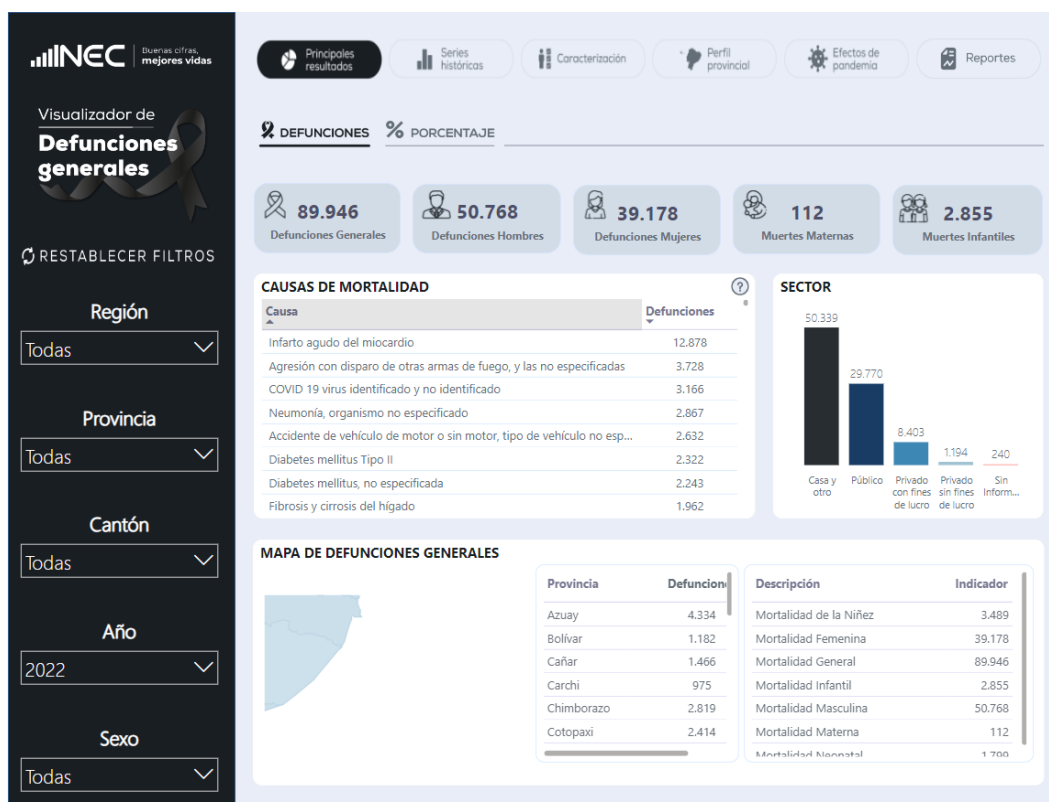 INEC
Buenas cifras,
mejores vidas
Visualizador de
Defunciones
generales
RESTABLECER FILTROS
Región
Todas
Provincia
Todas
Cantón
Todas
Año
2022
Sexo
Todas
Principales
resultados
Series
históricas
Caracterización
Perfil
provincial
Efectos de
pandemia
Reportes
DEFUNCIONES
% PORCENTAJE
89.946
Defunciones Generales
50.768
Defunciones Hombres
39.178
Defunciones Mujeres
112
Muertes Maternas
2.855
Muertes Infantiles
CAUSAS DE MORTALIDAD
?
Causa Defunciones
Infarto agudo del miocardio 12.878
Agresión con disparo de otras armas de fuego, y las no especificadas 3.728
COVID 19 virus identificado y no identificado 3.166
Neumonía, organismo no especificado 2.867
Accidente de vehículo de motor o sin motor, tipo de vehículo no esp... 2.632
Diabetes mellitus Tipo II 2.322
Diabetes mellitus, no especificada 2.243
Fibrosis y cirrosis del hígado 1.962
SECTOR
50.339
29.770
8.403
1.194
240
Casa y
otro
Público
Privado
con fines
de lucro
Privado
sin fines
de lucro
Sin
Inform...
MAPA DE DEFUNCIONES GENERALES
Provincia Defuncion
Azuay 4.334
Bolívar 1.182
Cañar 1.466
Carchi 975
Chimborazo 2.819
Cotopaxi 2.414
Descripción Indicador
Mortalidad de la Niñez 3.489
Mortalidad Femenina 39.178
Mortalidad General 89.946
Mortalidad Infantil 2.855
Mortalidad Masculina 50.768
Mortalidad Materna 112
Mortalidad Neonatal 1.799